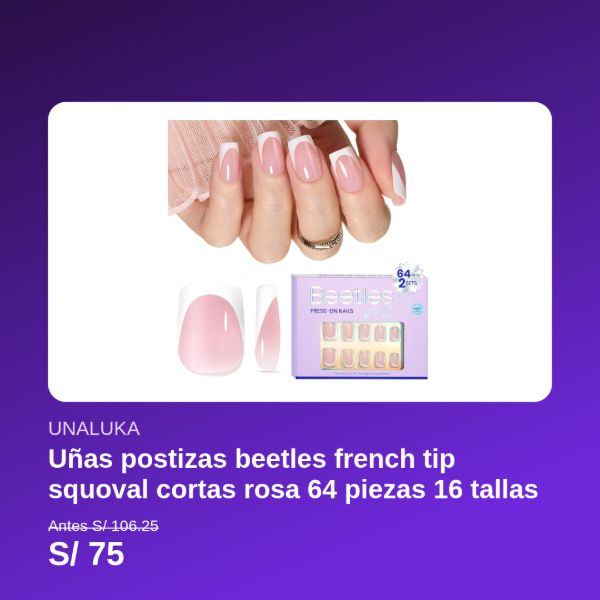 64 PCS
2 SETS
Beetles
PRESS-ON NAILS
UNALUKA
Uñas postizas beetles french tip
squoval cortas rosa 64 piezas 16 tallas
Antes S/ 106.25
S/ 75